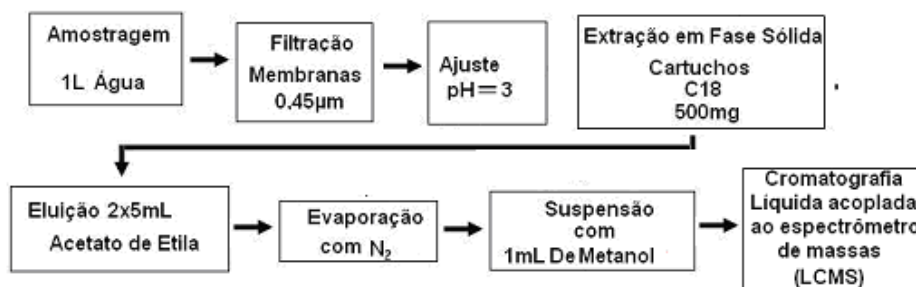 Amostragem
1L Água
Filtração
Membranas
0.45µm
Ajuste
pH=3
Extração em Fase Sólida
Cartuchos
C18
500mg
Eluição 2x5mL
Acetato de Etila
Evaporação
com N₂
Suspensão
com
1mL De Metanol
Cromatografia
Líquida acoplada
ao espectrômetro
de massas
(LCMS)